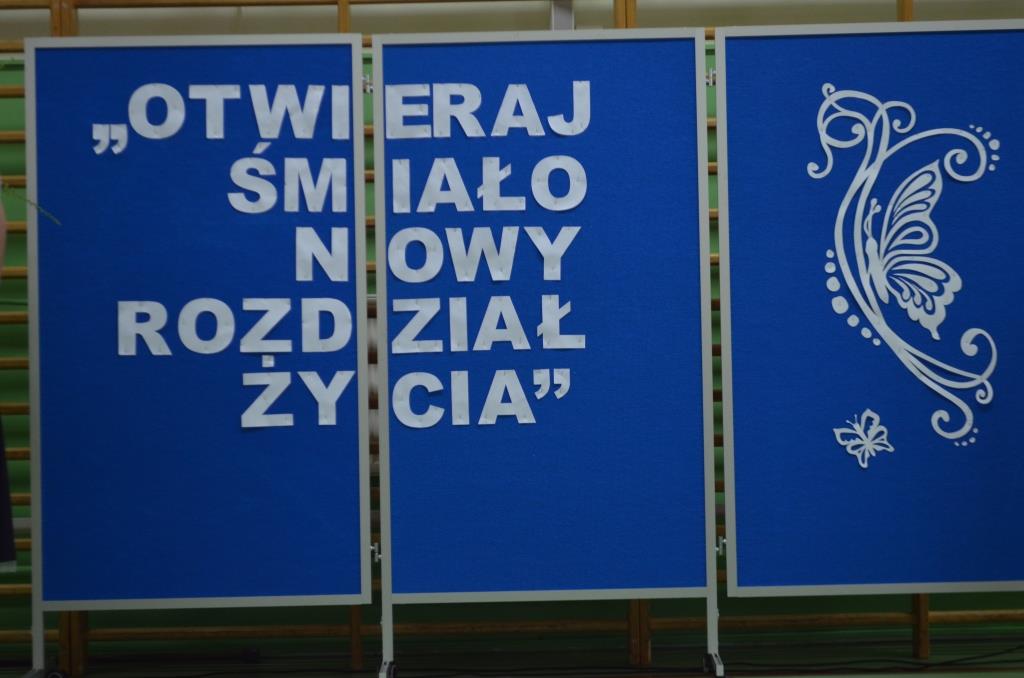 „OTWIERAJ
ŚMIAŁO
NOWY
ROZDZIAŁ
ŻYCIA”